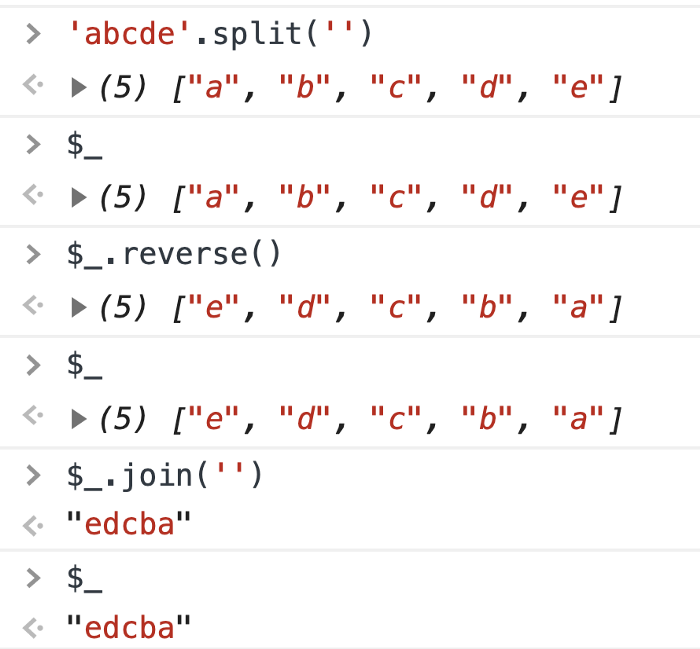 > 'abcde'.split('')
(5) ["a", "b", "c", "d", "e"]
> $_
(5) ["a", "b", "c", "d", "e"]
> $_.reverse()
(5) ["e", "d", "c", "b", "a"]
> $_
(5) ["e", "d", "c", "b", "a"]
> $_.join('')
"edcba"
> $_
"edcba"